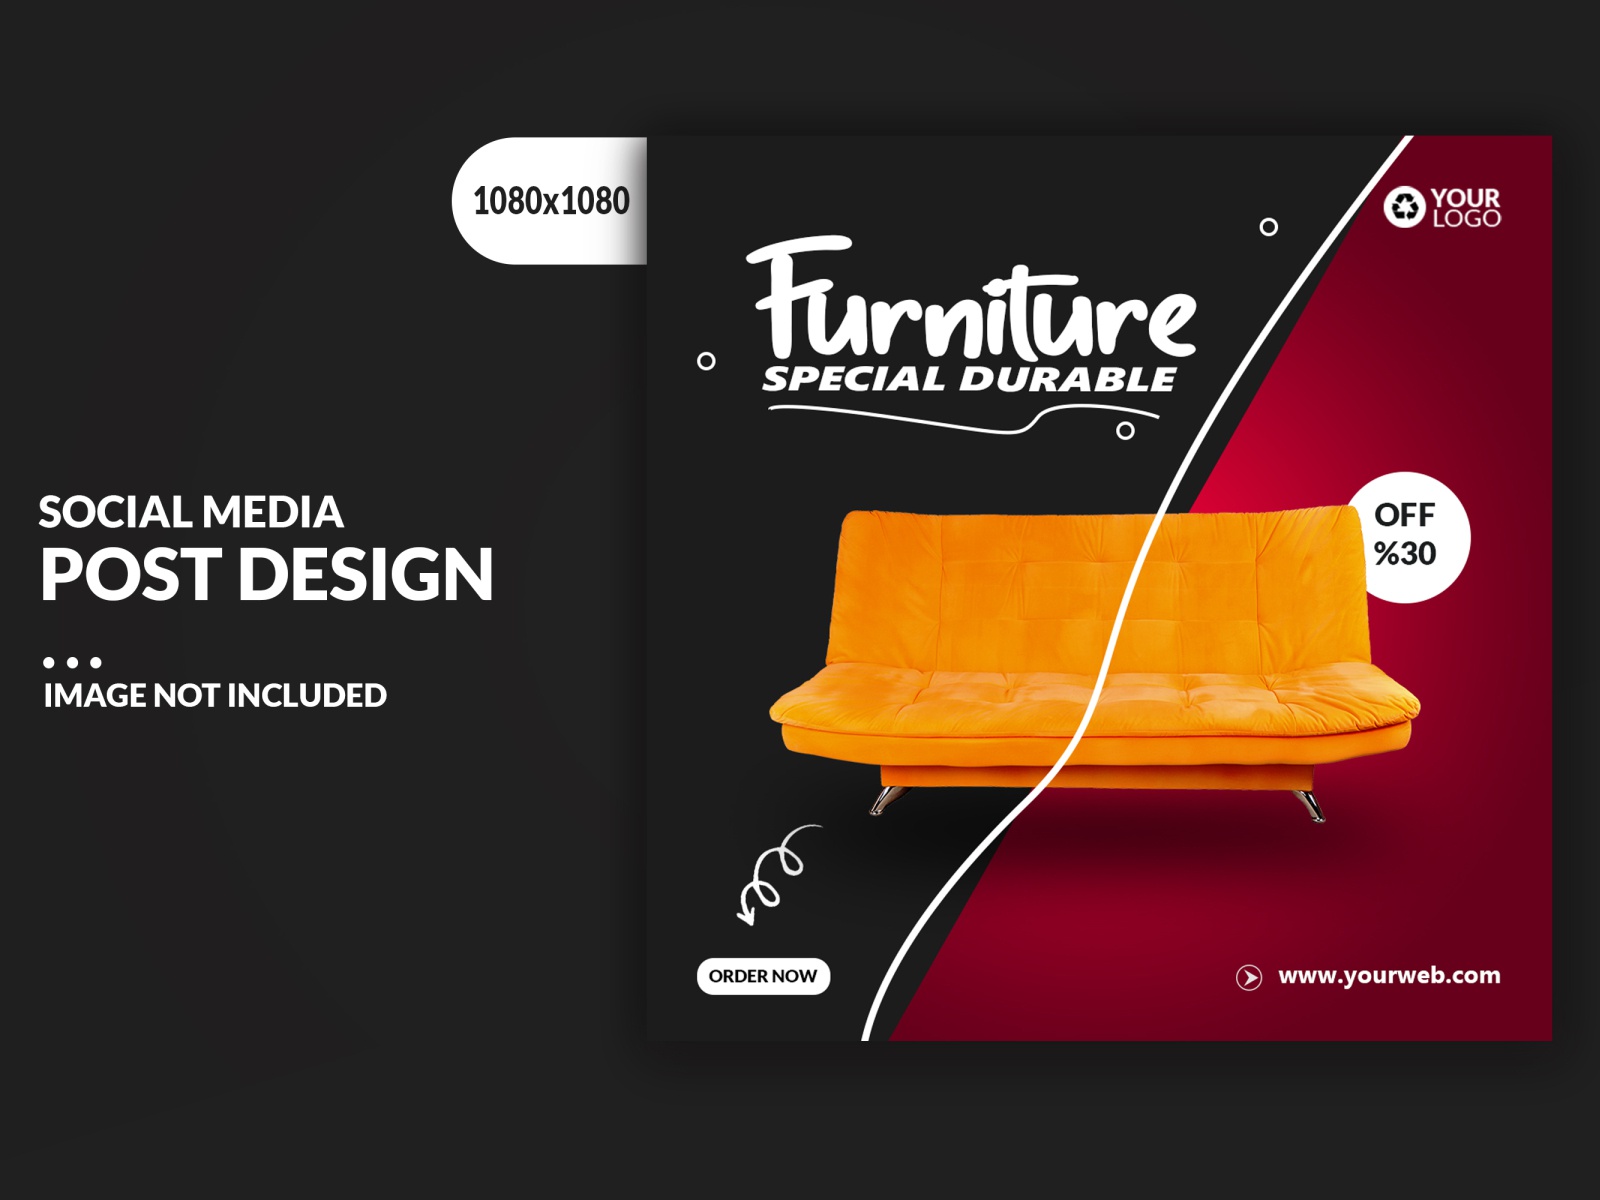 1080x1080
SOCIAL MEDIA
POST DESIGN
IMAGE NOT INCLUDED
YOUR
LOGO
Furniture
SPECIAL DURABLE
OFF
%30
ORDER NOW
www.yourweb.com